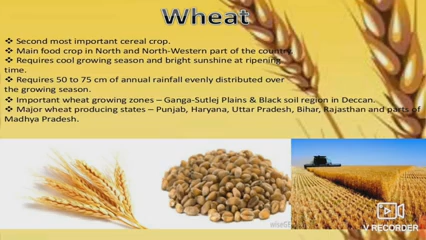 Wheat
❖ Second most important cereal crop.
❖ Main food crop in North and North-Western part of the country.
❖ Requires cool growing season and bright sunshine at ripening
time.
❖ Requires 50 to 75 cm of annual rainfall evenly distributed over
the growing season.
❖ Important wheat growing zones – Ganga-Sutlej Plains & Black soil region in Deccan.
❖ Major wheat producing states – Punjab, Haryana, Uttar Pradesh, Bihar, Rajasthan and parts of
Madhya Pradesh.
V RECORDER